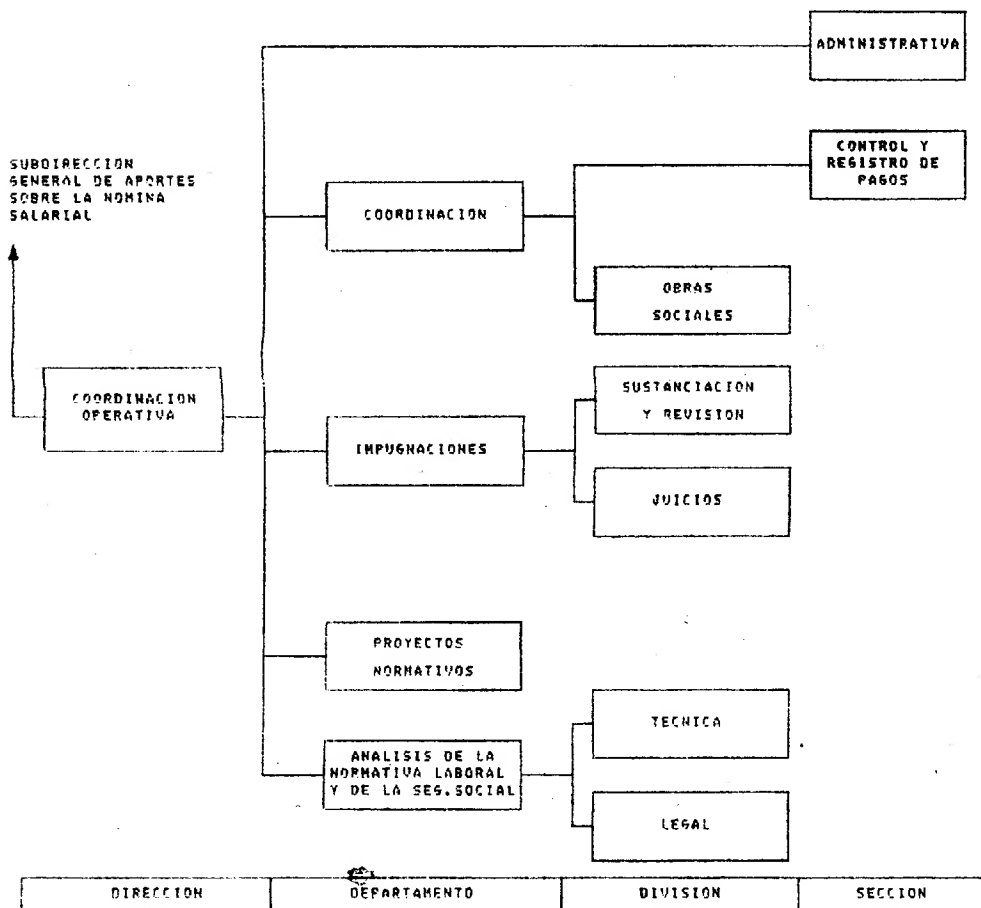 ADMINISTRATIVA
SUBDIRECCION
GENERAL DE APORTES
SOBRE LA NOMINA
SALARIAL
CONTROL Y
REGISTRO DE
PAGOS
COORDINACION
OBRAS
SOCIALES
COORDINACION
OPERATIVA
SUSTANCIACION
Y REVISION
IMPUGNACIONES
JUICIOS
PROYECTOS
NORMATIVOS
TECNICA
ANALISIS DE LA
NORMATIVA LABORAL
Y DE LA SEG.SOCIAL
LEGAL
DIRECCION
DEPARTAMENTO
DIVISION
SECCION